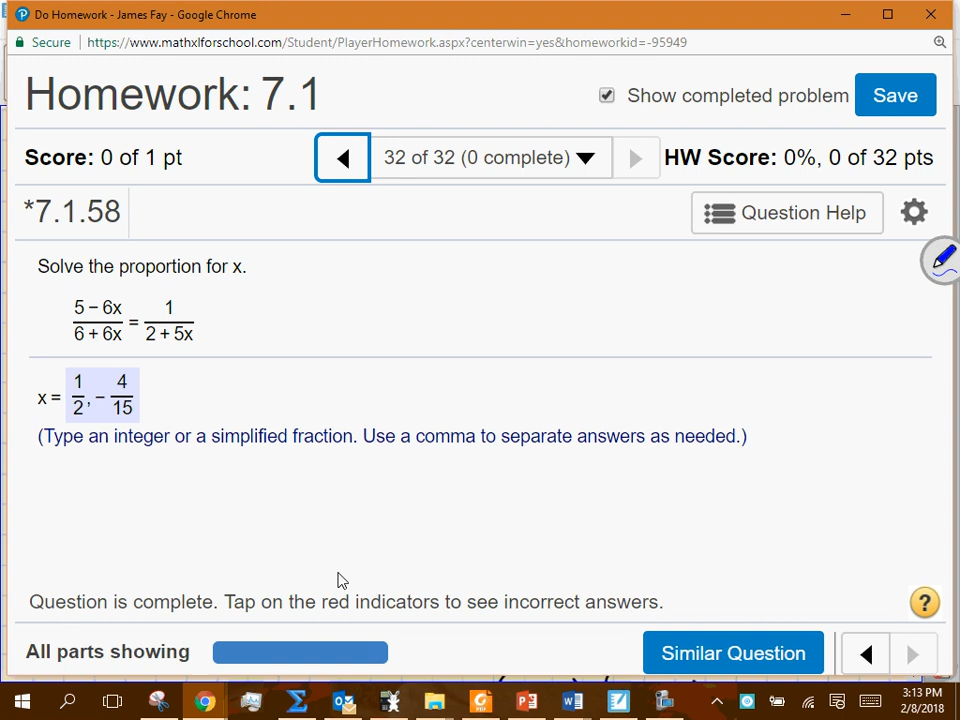 Do Homework - James Fay - Google Chrome
Secure https://www.mathxlforschool.com/Student/PlayerHomework.aspx?centerwin=yes&homeworkid=-95949
Homework: 7.1
Show completed problem
Save
Score: 0 of 1 pt
32 of 32 (0 complete)
HW Score: 0%, 0 of 32 pts
*7.1.58
Question Help
Solve the proportion for x.
5 − 6x / 6 + 6x = 1 / 2 + 5x
x = 1/2, − 4/15
(Type an integer or a simplified fraction. Use a comma to separate answers as needed.)
Question is complete. Tap on the red indicators to see incorrect answers.
?
All parts showing
Similar Question
3:13 PM
2/8/2018